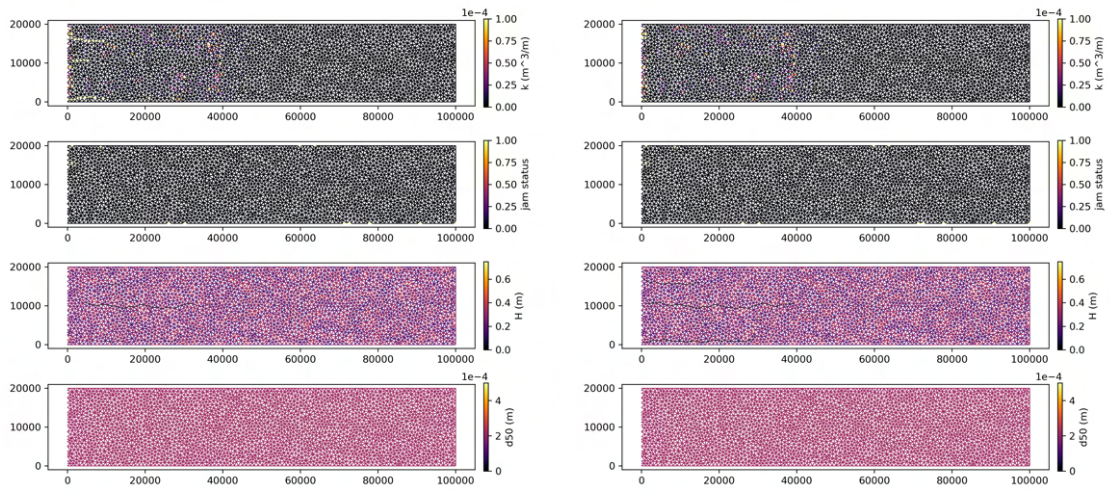 1e−4 1e−4
20000 1.00 20000 1.00
0.75 0.75
10000 0.50 k (m^3/m) 10000 0.50 k (m^3/m)
0.25 0.25
0 0.00 0 0.00
0 20000 40000 60000 80000 100000 0 20000 40000 60000 80000 100000
20000 1.00 20000 1.00
0.75 0.75
10000 0.50 jam status 10000 0.50 jam status
0.25 0.25
0 0.00 0 0.00
0 20000 40000 60000 80000 100000 0 20000 40000 60000 80000 100000
20000 20000
0.6 0.6
10000 0.4 H (m) 10000 0.4 H (m)
0.2 0.2
0 0.0 0 0.0
0 20000 40000 60000 80000 100000 0 20000 40000 60000 80000 100000
1e−4 1e−4
20000 4 20000 4
10000 2 d50 (m) 10000 2 d50 (m)
0 0 0 0
0 20000 40000 60000 80000 100000 0 20000 40000 60000 80000 100000